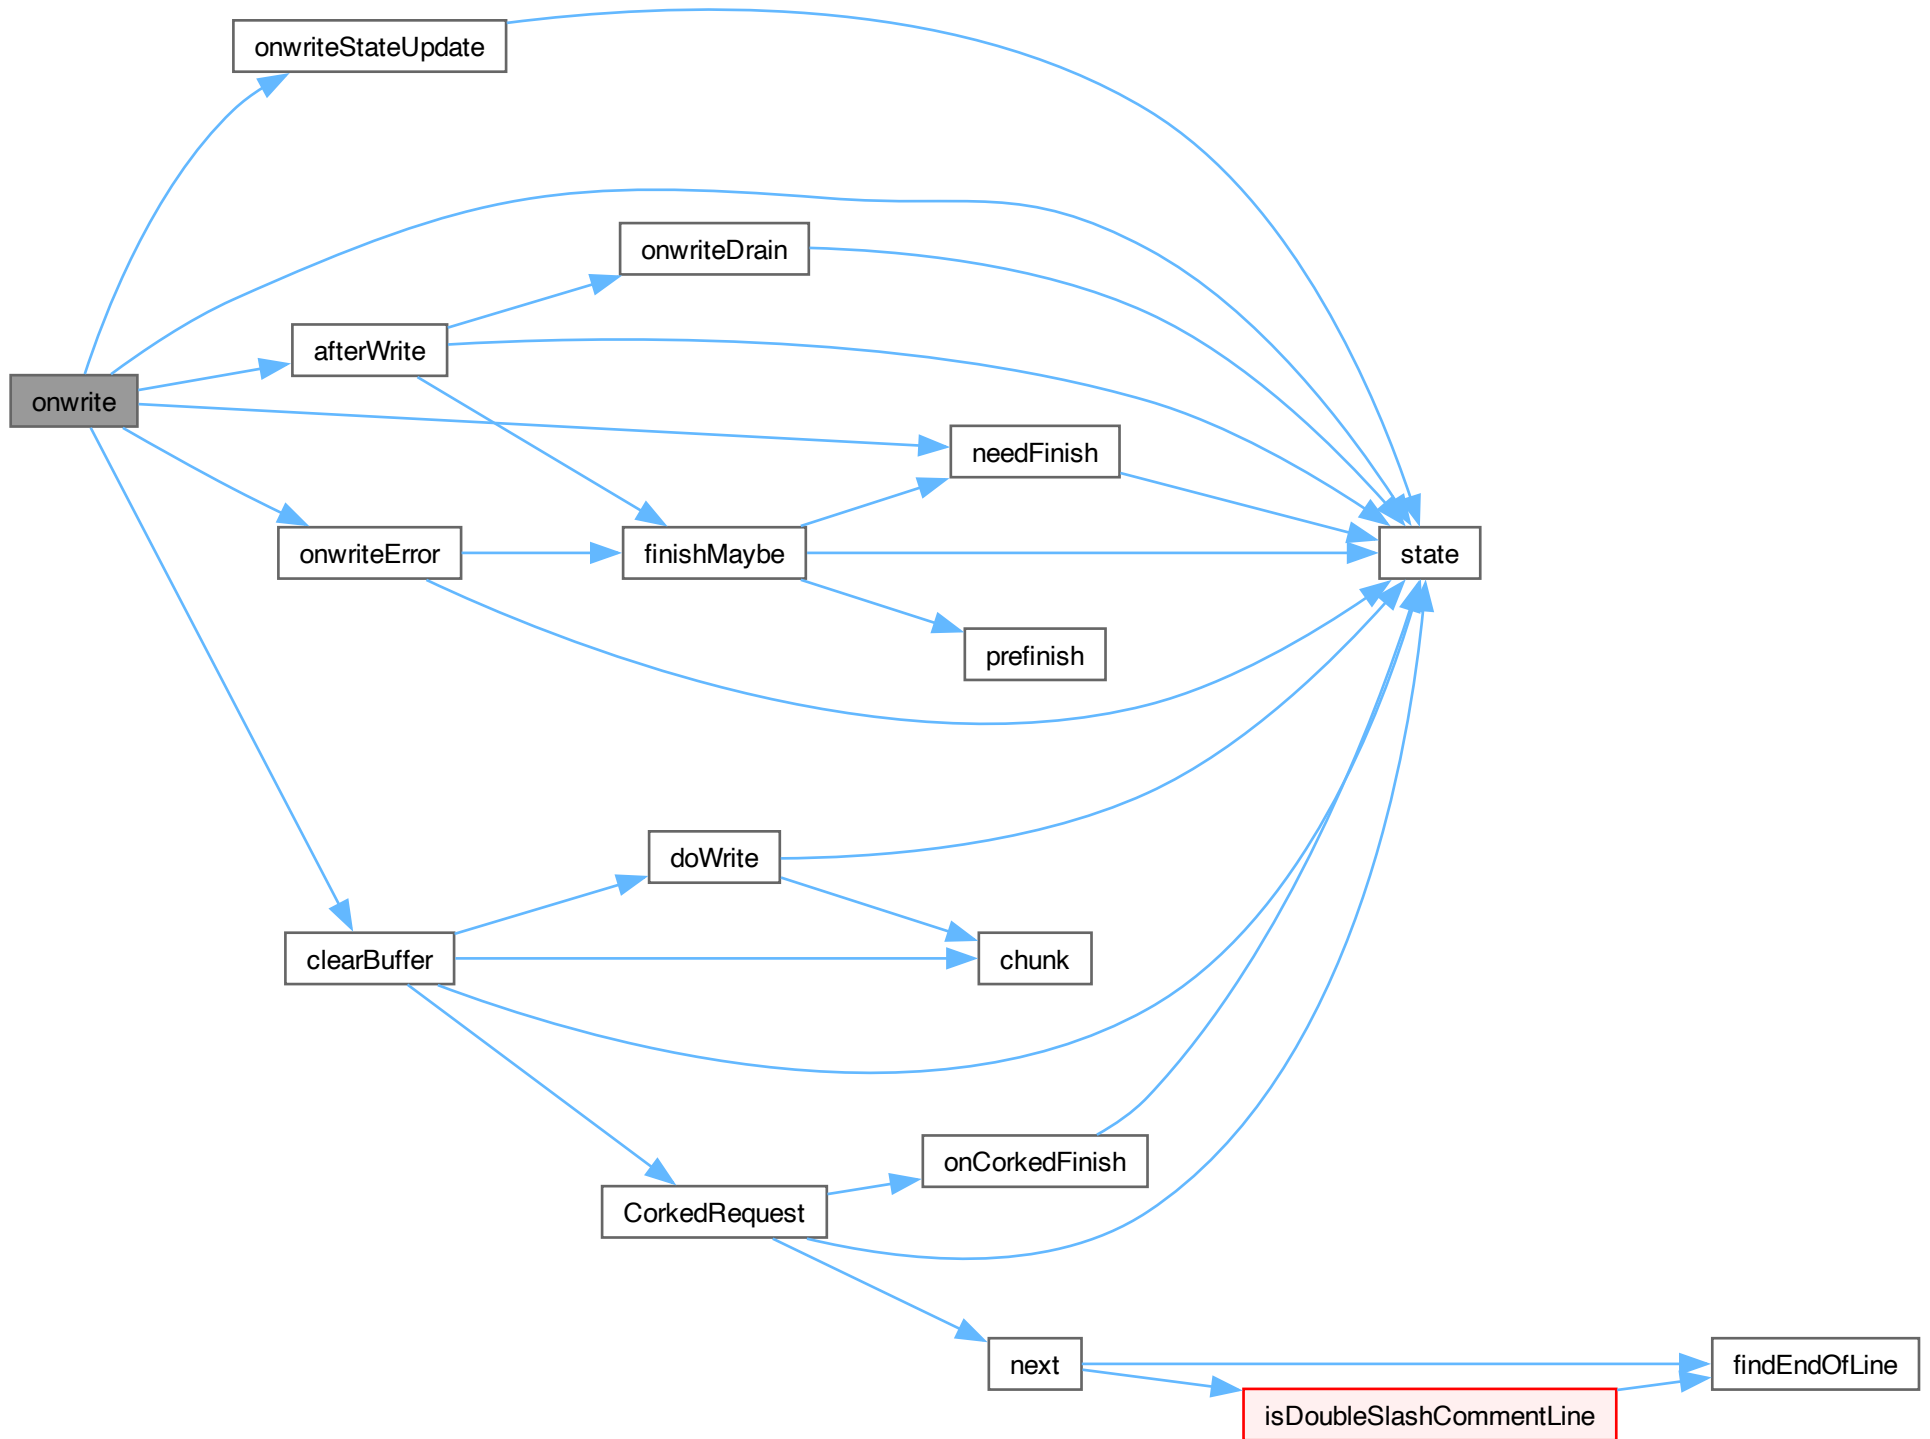 onwriteStateUpdate
onwriteDrain
afterWrite
onwrite
needFinish
onwriteError
finishMaybe
state
prefinish
doWrite
clearBuffer
chunk
onCorkedFinish
CorkedRequest
next
findEndOfLine
isDoubleSlashCommentLine